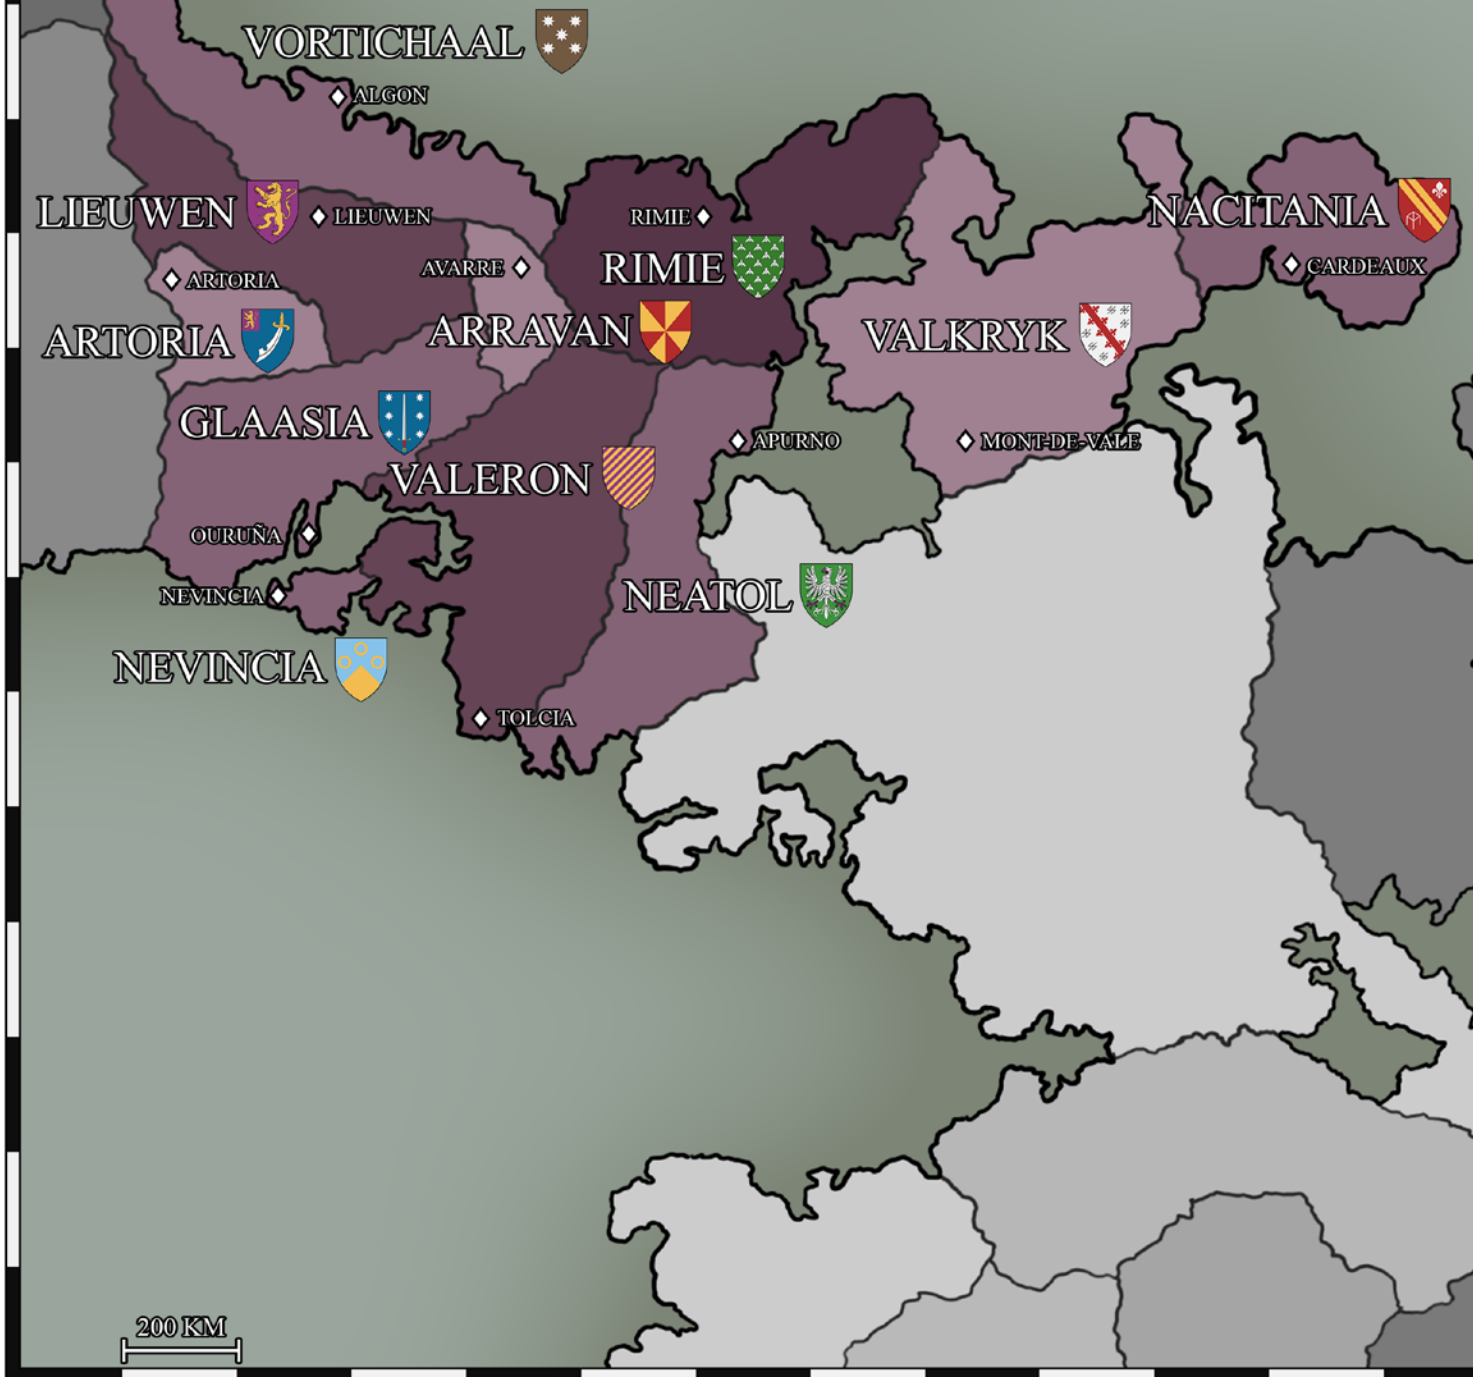 VORTICHAAL
ALGON
LIEUWEN
LIEUWEN
RIMIE
NACITANIA
ARTORIA
AVARRE
RIMIE
CARDEAUX
ARTORIA
ARRAVAN
VALKRYK
GLAASIA
APURNO
MONT-DE-VALE
VALERON
OURUÑA
NEVINCIA
NEATOL
NEVINCIA
TOLCIA
200 KM